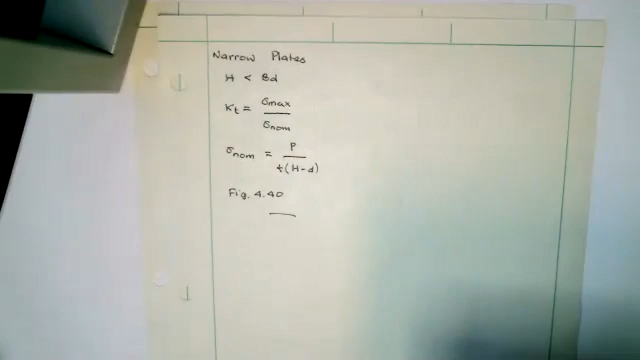 Narrow Plates
H < 8d
Kt = σmax / σnom
σnom = P / t(H-d)
Fig. 4.40